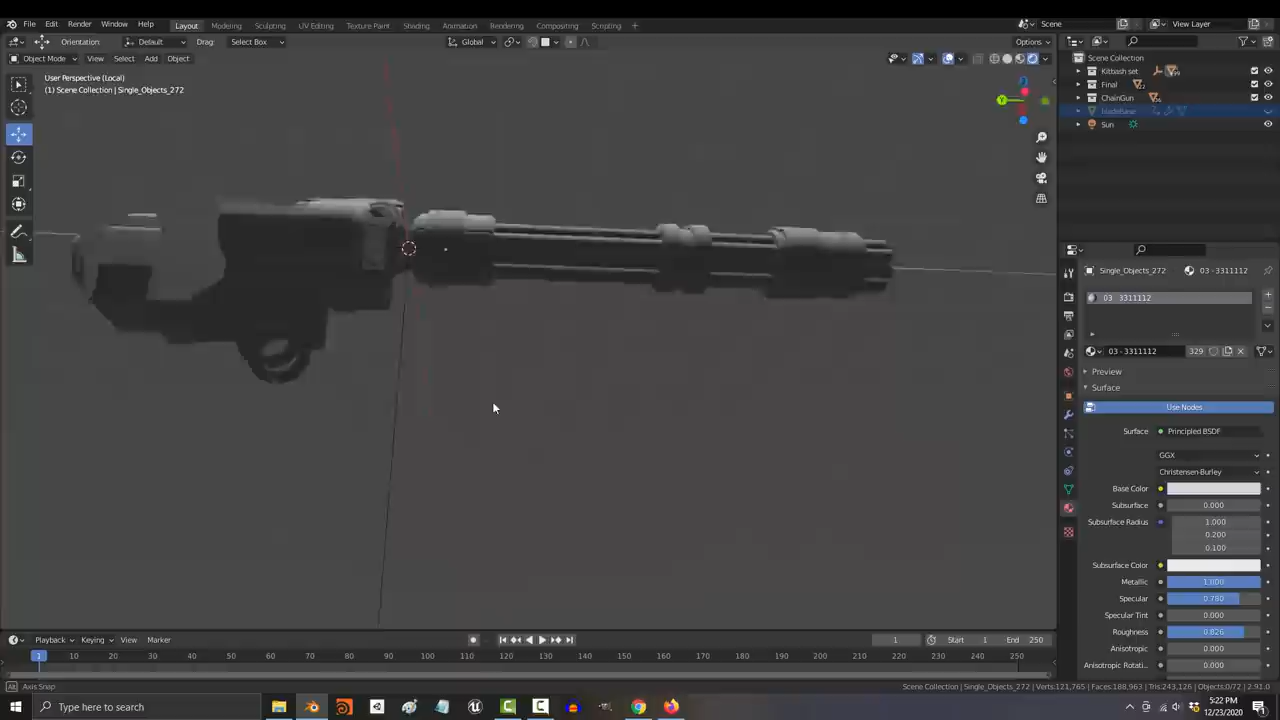 File Edit Render Window Help Layout Modeling Sculpting UV Editing Texture Paint Shading Animation Rendering Compositing Scripting + Scene View Layer
Orientation: Default Drag: Select Box Global Options
Object Mode View Select Add Object
User Perspective (Local)
(1) Scene Collection | Single_Objects_272
Y
Scene Collection
Kitbash set
Final
ChainGun
Sun
Single_Objects_272 03 - 3311112
03 3311112
03 - 3311112 329
Preview
Surface
Use Nodes
Surface Principled BSDF
GGX
Christensen-Burley
Base Color
Subsurface 0.000
Subsurface Radius 1.000
0.200
0.100
Subsurface Color
Metallic 1.000
Specular 0.780
Specular Tint 0.000
Roughness 0.826
Anisotropic 0.000
Anisotropic Rotati... 0.000
Playback Keying View Marker 1 Start 1 End 250
1 10 20 30 40 50 60 70 80 90 100 110 120 130 140 150 160 170 180 190 200 210 220 230 240 250
Axis Snap Scene Collection | Single_Objects_272 | Verts:121,765 | Faces:188,963 | Tris:243,126 | Objects:0/72 | 2.91.0
Type here to search 5:22 PM
12/23/2020